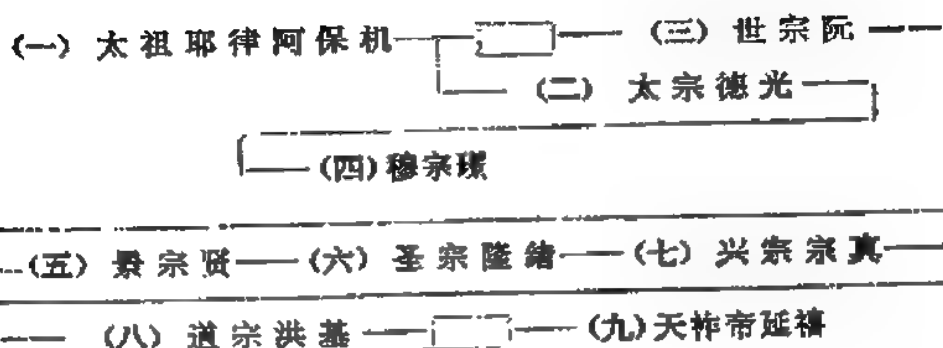 (一) 太祖耶律阿保机 (三) 世宗阮
(二) 太宗德光
(四) 穆宗璟
(五) 景宗贤 (六) 圣宗隆绪 (七) 兴宗宗真
(八) 道宗洪基 (九) 天祚帝延禧